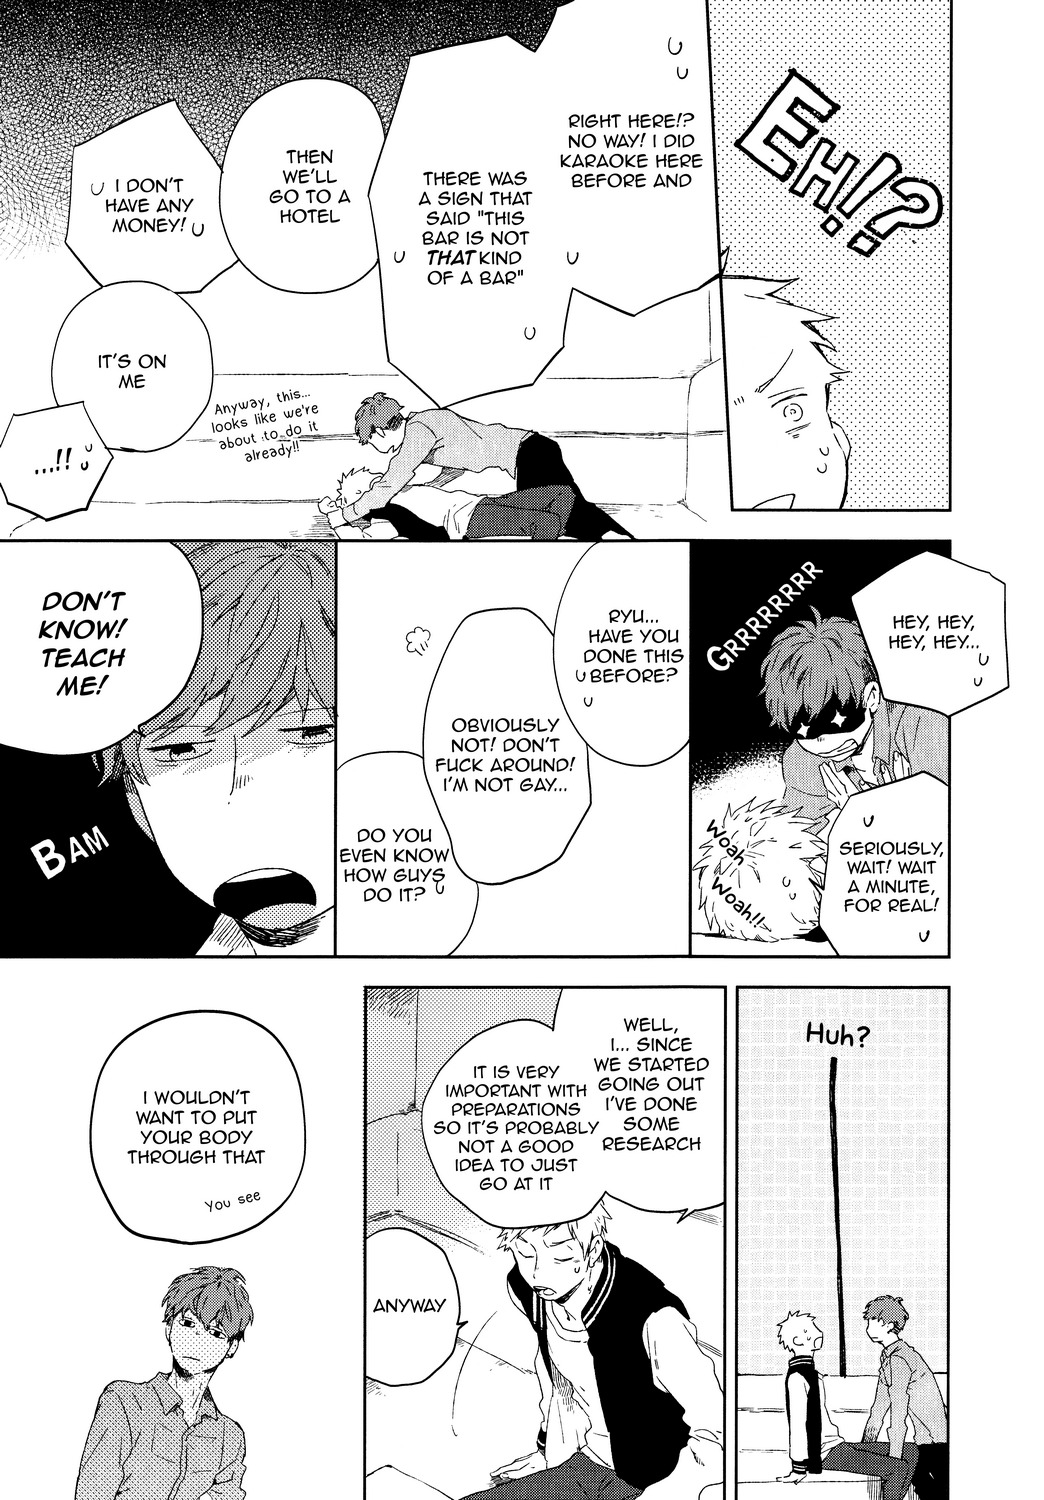 EH!?
RIGHT HERE!?
NO WAY! I DID
KARAOKE HERE
BEFORE AND
THERE WAS
A SIGN THAT
SAID "THIS
BAR IS NOT
THAT KIND
OF A BAR"
THEN
WE'LL
GO TO A
HOTEL
I DON'T
HAVE ANY
MONEY!
IT'S ON
ME
...!!
Anyway, this...
looks like we're
about to do it
already!!
HEY, HEY,
HEY, HEY...
GRRRRRRRR
Woah
Woah!!
SERIOUSLY,
WAIT! WAIT
A MINUTE,
FOR REAL!
RYU...
HAVE YOU
DONE THIS
BEFORE?
OBVIOUSLY
NOT! DON'T
FUCK AROUND!
I'M NOT GAY...
DO YOU
EVEN KNOW
HOW GUYS
DO IT?
DON'T
KNOW!
TEACH
ME!
BAM
Huh?
WELL,
I... SINCE
WE STARTED
GOING OUT
I'VE DONE
SOME
RESEARCH
IT IS VERY
IMPORTANT WITH
PREPARATIONS
SO IT'S PROBABLY
NOT A GOOD
IDEA TO JUST
GO AT IT
ANYWAY
I WOULDN'T
WANT TO PUT
YOUR BODY
THROUGH THAT
You see